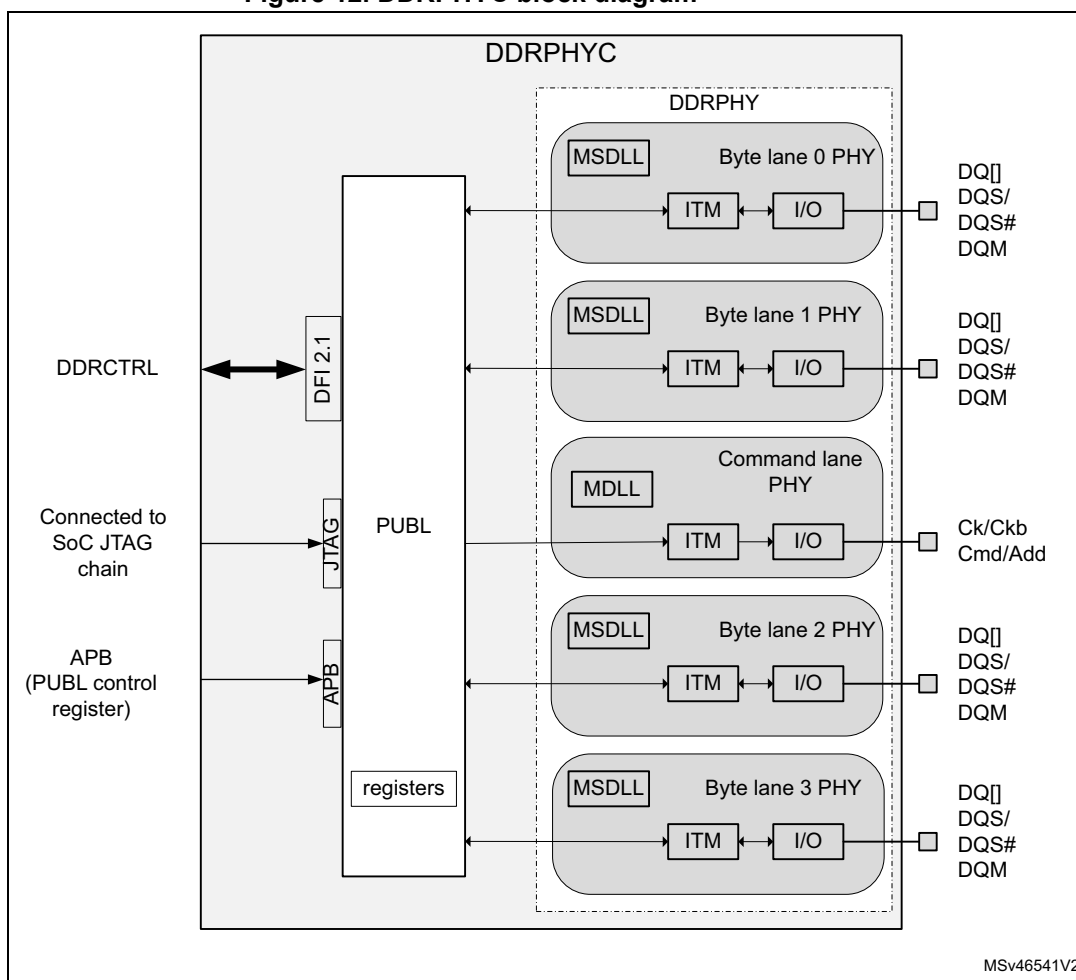 DDRPHYC
DDRPHY
MSDLL
Byte lane 0 PHY
ITM
I/O
DQ[]
DQS/
DQS#
DQM
MSDLL
Byte lane 1 PHY
ITM
I/O
DQ[]
DQS/
DQS#
DQM
DDRCTRL
DFI 2.1
Command lane
PHY
MDLL
ITM
I/O
Ck/Ckb
Cmd/Add
Connected to
SoC JTAG
chain
JTAG
PUBL
MSDLL
Byte lane 2 PHY
ITM
I/O
DQ[]
DQS/
DQS#
DQM
APB
(PUBL control
register)
APB
registers
MSDLL
Byte lane 3 PHY
ITM
I/O
DQ[]
DQS/
DQS#
DQM
MSv46541V2